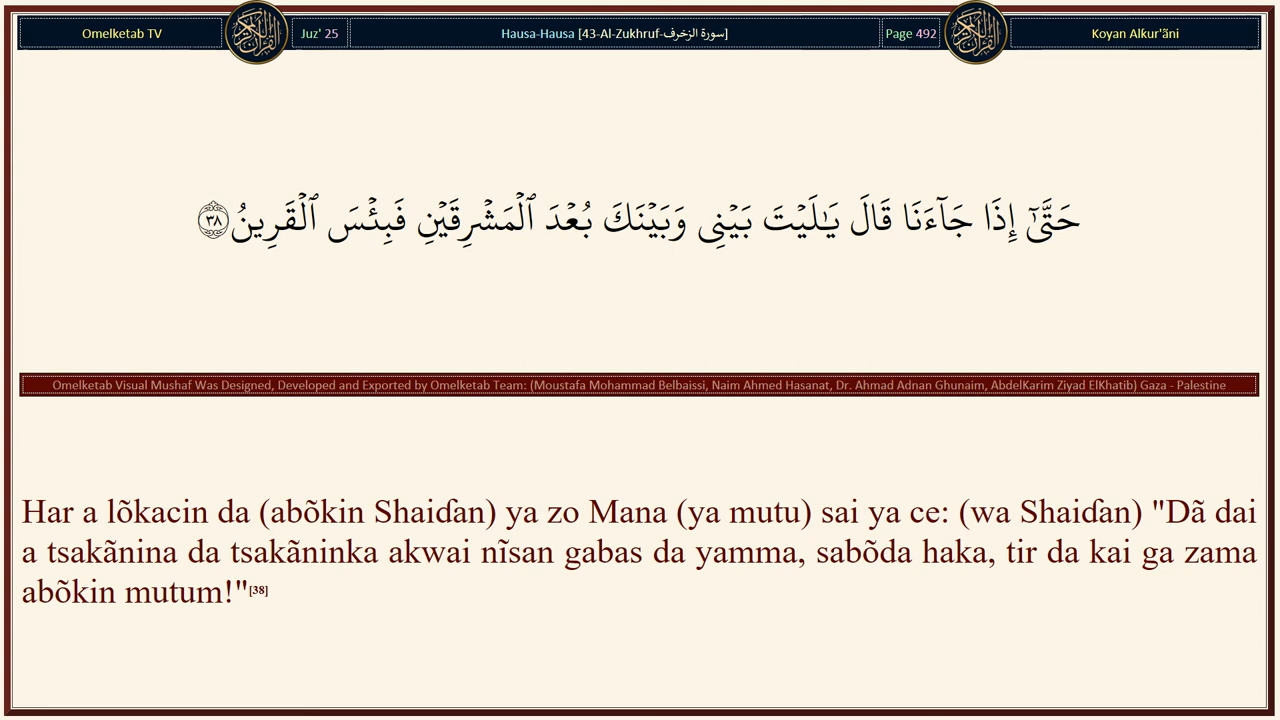 Omelketab TV
Juz' 25
Hausa-Hausa [43-Al-Zukhruf-سورة الزخرف]
Page 492
Koyan Alƙur'ãni
حَتَّىٰٓ إِذَا جَآءَنَا قَالَ يَـٰلَيْتَ بَيْنِى وَبَيْنَكَ بُعْدَ ٱلْمَشْرِقَيْنِ فَبِئْسَ ٱلْقَرِينُ ٣٨
Omelketab Visual Mushaf Was Designed, Developed and Exported by Omelketab Team: (Moustafa Mohammad Belbaissi, Naim Ahmed Hasanat, Dr. Ahmad Adnan Ghunaim, AbdelKarim Ziyad ElKhatib) Gaza - Palestine
Har a lõkacin da (abõkin Shaiɗan) ya zo Mana (ya mutu) sai ya ce: (wa Shaiɗan) "Dã dai
a tsakãnina da tsakãninka akwai nĩsan gabas da yamma, sabõda haka, tir da kai ga zama
abõkin mutum!"[38]